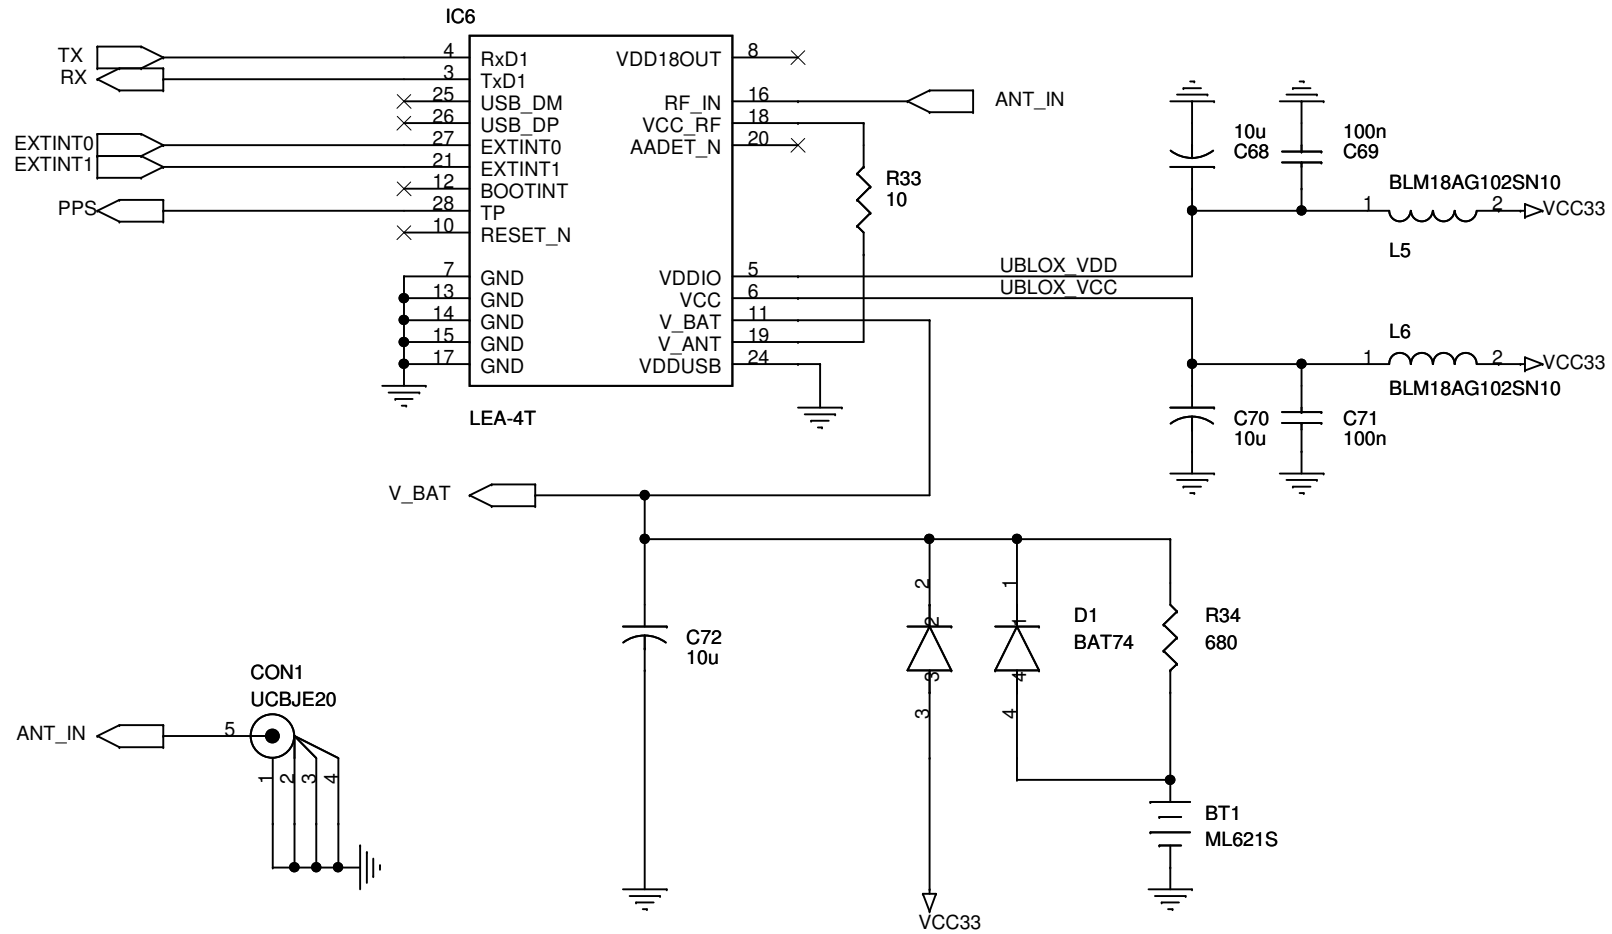 IC6
TX 4 RxD1 VDD18OUT 8
RX 3 TxD1
25 USB_DM RF_IN 16 ANT_IN
26 USB_DP VCC_RF 18
EXTINT0 27 EXTINT0 AADET_N 20
EXTINT1 21 EXTINT1
12 BOOTINT
PPS 28 TP
10 RESET_N
7 GND VDDIO 5 UBLOX_VDD
13 GND VCC 6 UBLOX_VCC
14 GND V_BAT 11
15 GND V_ANT 19
17 GND VDDUSB 24
LEA-4T
R33
10
10u
C68
100n
C69
BLM18AG102SN10
1 2 VCC33
L5
L6
1 2 VCC33
BLM18AG102SN10
C70
10u
C71
100n
V_BAT
C72
10u
2
2
3
3
VCC33
1
1
4
4
D1
BAT74
R34
680
BT1
ML621S
CON1
UCBJE20
ANT_IN 5
1 2 3 4